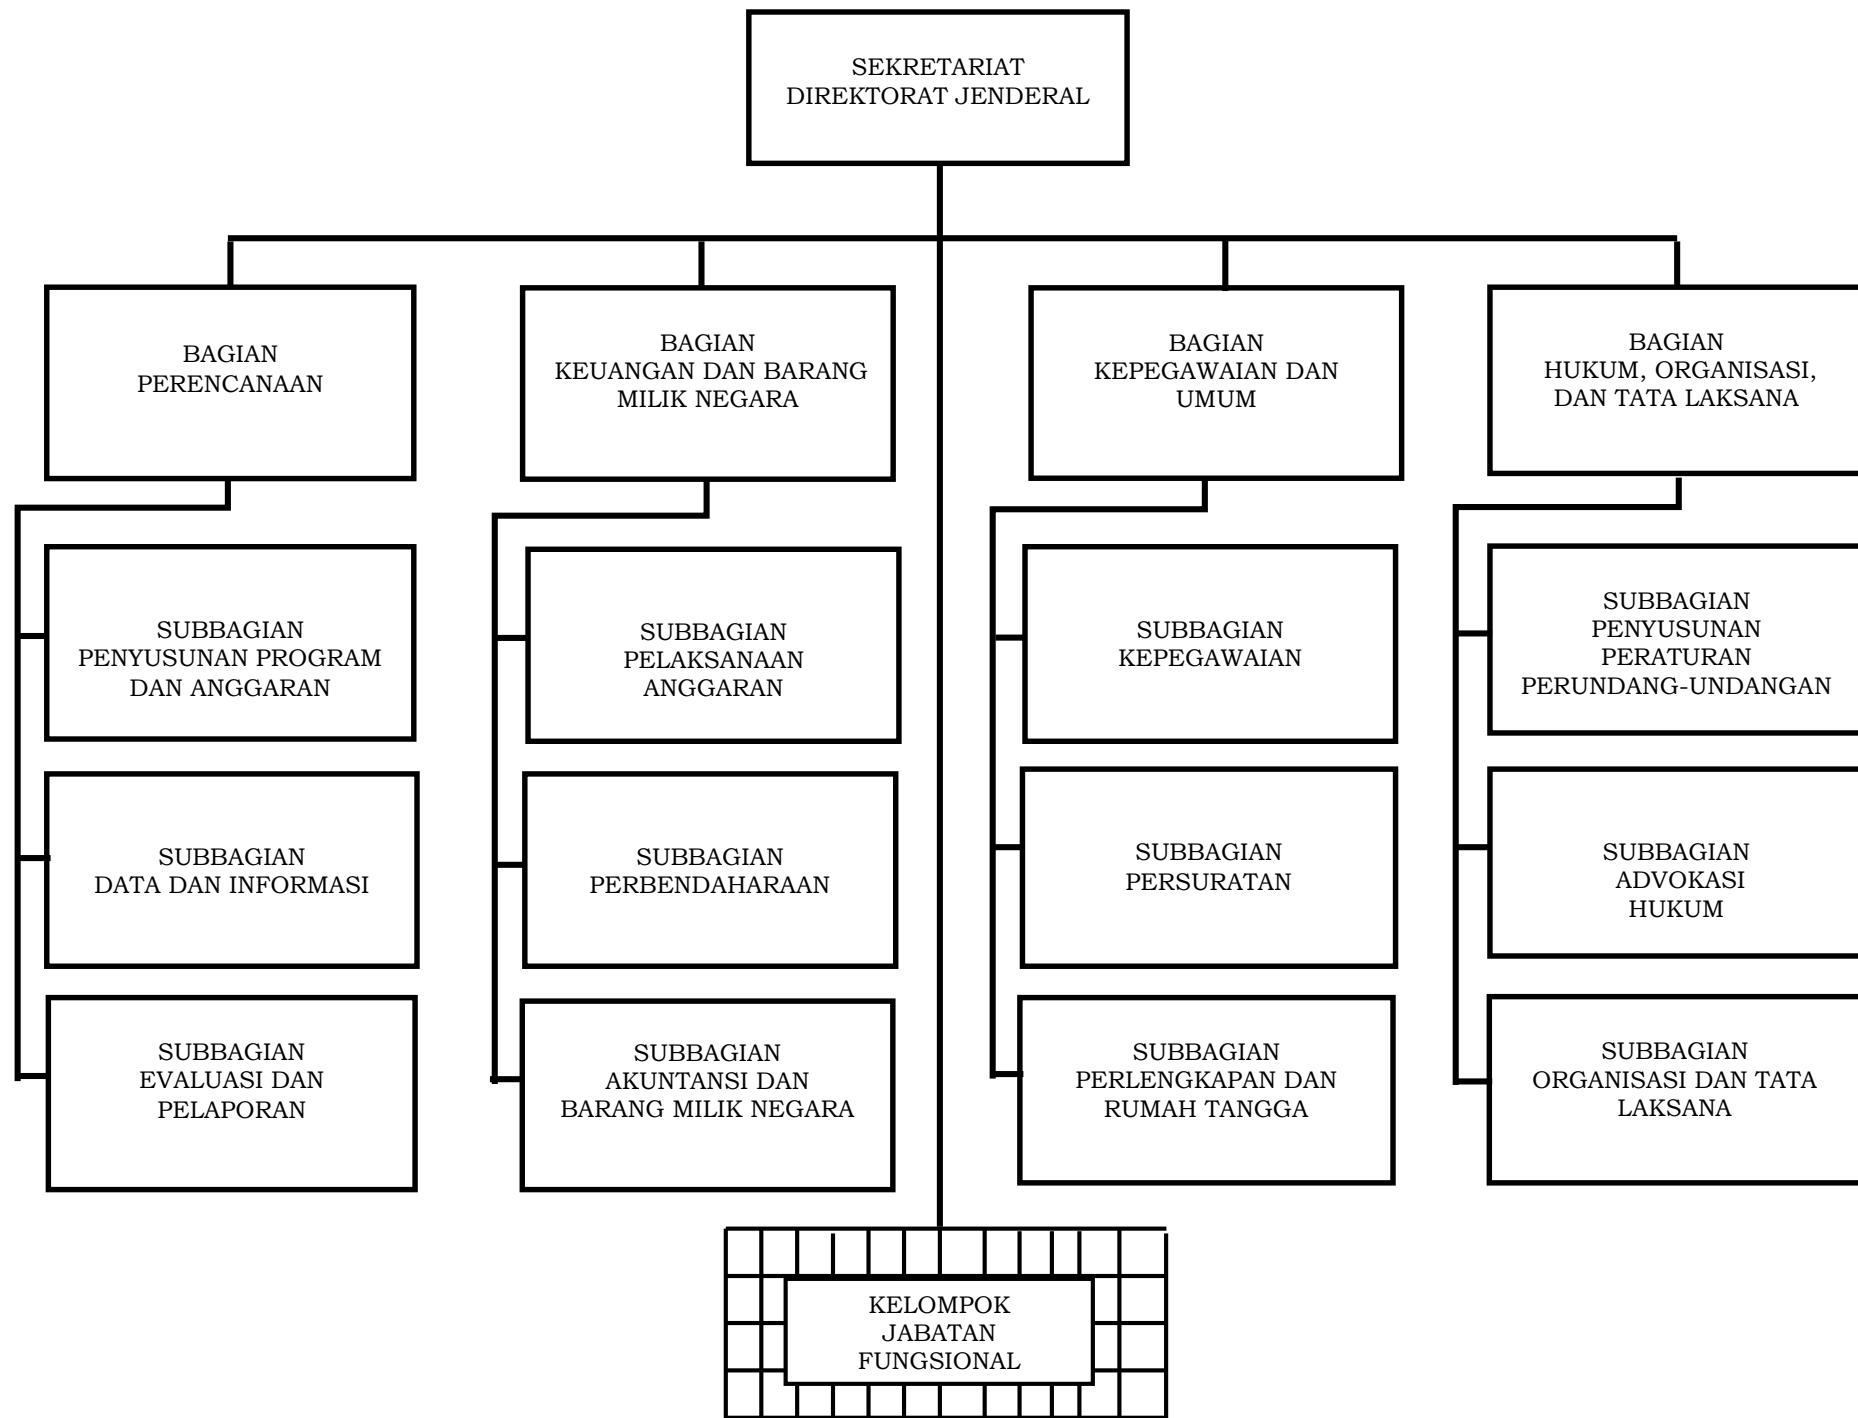 SEKRETARIAT
DIREKTORAT JENDERAL
BAGIAN
PERENCANAAN
BAGIAN
KEUANGAN DAN BARANG
MILIK NEGARA
BAGIAN
KEPEGAWAIAN DAN
UMUM
BAGIAN
HUKUM, ORGANISASI,
DAN TATA LAKSANA
SUBBAGIAN
PENYUSUNAN PROGRAM
DAN ANGGARAN
SUBBAGIAN
PELAKSANAAN
ANGGARAN
SUBBAGIAN
KEPEGAWAIAN
SUBBAGIAN
PENYUSUNAN
PERATURAN
PERUNDANG-UNDANGAN
SUBBAGIAN
DATA DAN INFORMASI
SUBBAGIAN
PERBENDAHARAAN
SUBBAGIAN
PERSURATAN
SUBBAGIAN
ADVOKASI
HUKUM
SUBBAGIAN
EVALUASI DAN
PELAPORAN
SUBBAGIAN
AKUNTANSI DAN
BARANG MILIK NEGARA
SUBBAGIAN
PERLENGKAPAN DAN
RUMAH TANGGA
SUBBAGIAN
ORGANISASI DAN TATA
LAKSANA
KELOMPOK
JABATAN
FUNGSIONAL